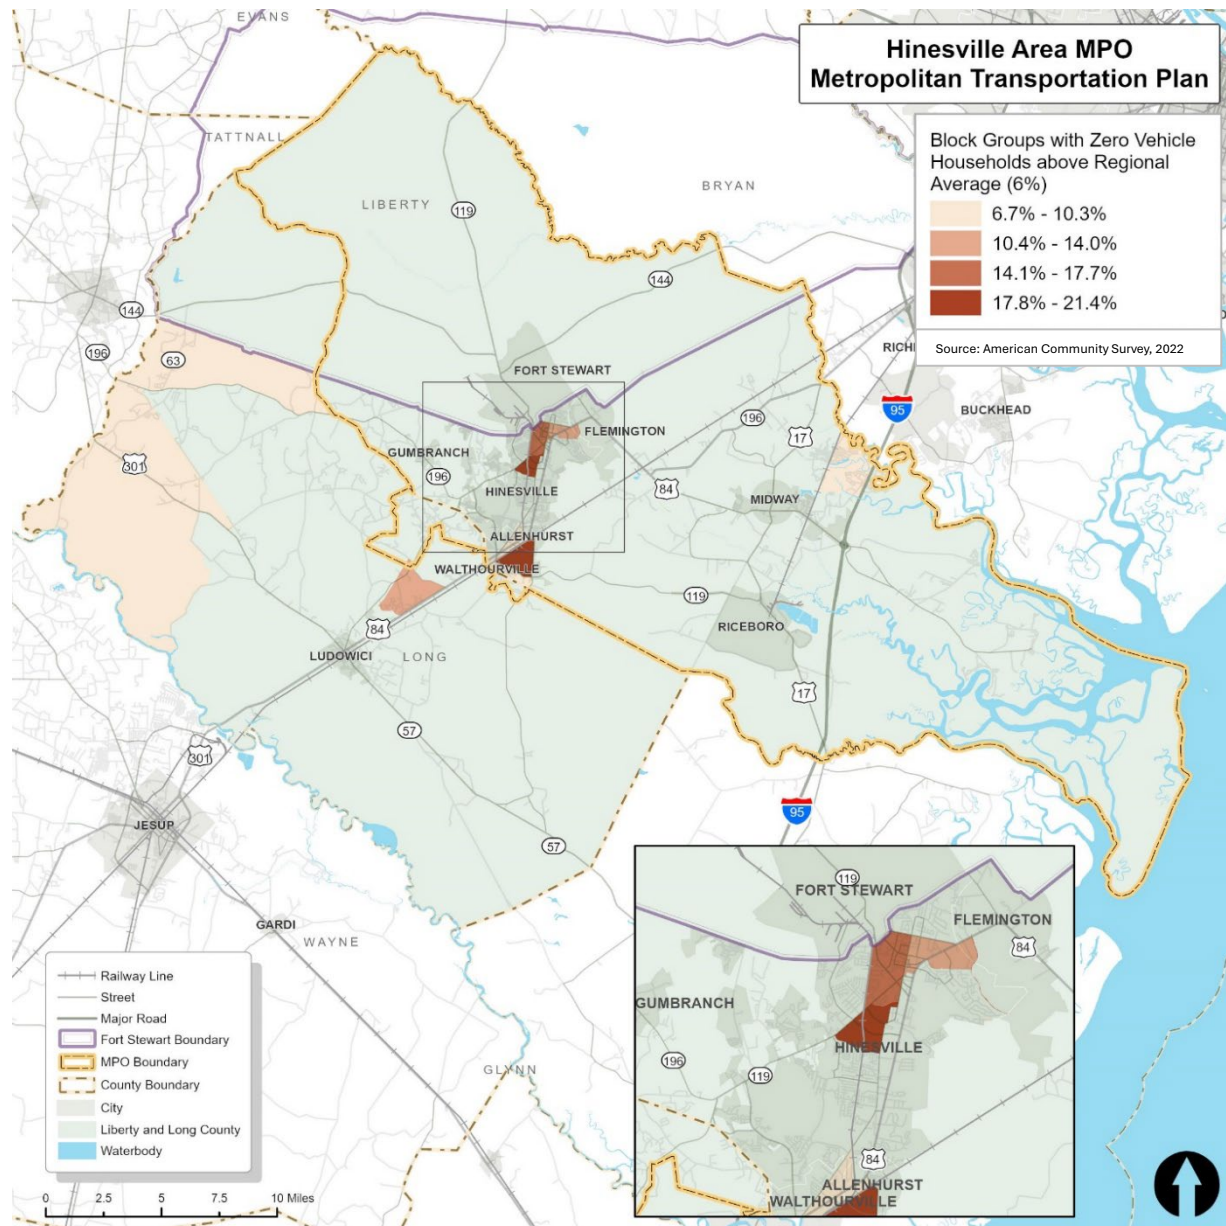 Hinesville Area MPO
Metropolitan Transportation Plan
Block Groups with Zero Vehicle
Households above Regional
Average (6%)
6.7% - 10.3%
10.4% - 14.0%
14.1% - 17.7%
17.8% - 21.4%
Source: American Community Survey, 2022
EVANS
TATTNALL
BRYAN
LIBERTY
119
144
144
196
63
RICH
FORT STEWART
95
BUCKHEAD
196
17
FLEMINGTON
GUMBRANCH
301
196
HINESVILLE
84
MIDWAY
ALLENHURST
WALTHOURVILLE
119
84
RICEBORO
LUDOWICI
LONG
17
57
301
95
JESUP
57
GARDI
WAYNE
GLYNN
Railway Line
Street
Major Road
Fort Stewart Boundary
MPO Boundary
County Boundary
City
Liberty and Long County
Waterbody
0 2.5 5 7.5 10 Miles
119
FORT STEWART
FLEMINGTON
84
GUMBRANCH
HINESVILLE
196
119
84
ALLENHURST
WALTHOURVILLE